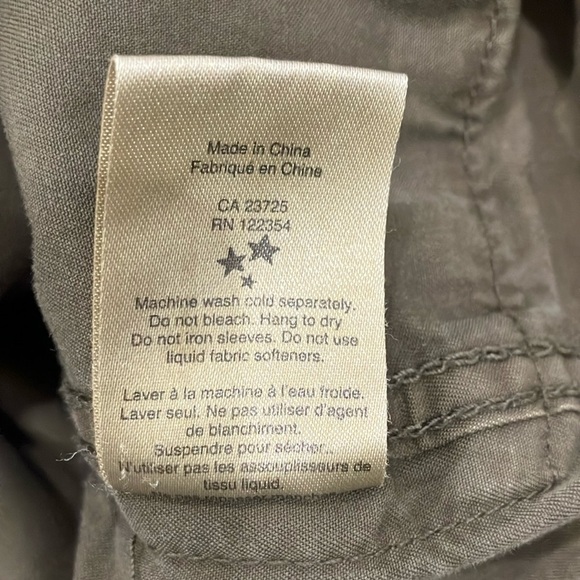 Made in China
Fabriqué en Chine
CA 23725
RN 122354
Machine wash cold separately.
Do not bleach. Hang to dry
Do not iron sleeves. Do not use
liquid fabric softeners.
Laver à la machine à l'eau froide.
Laver seul. Ne pas utiliser d'agent
de blanchiment.
Suspendre pour sécher..
N'utiliser pas les assouplisseurs de
tissu liquid.